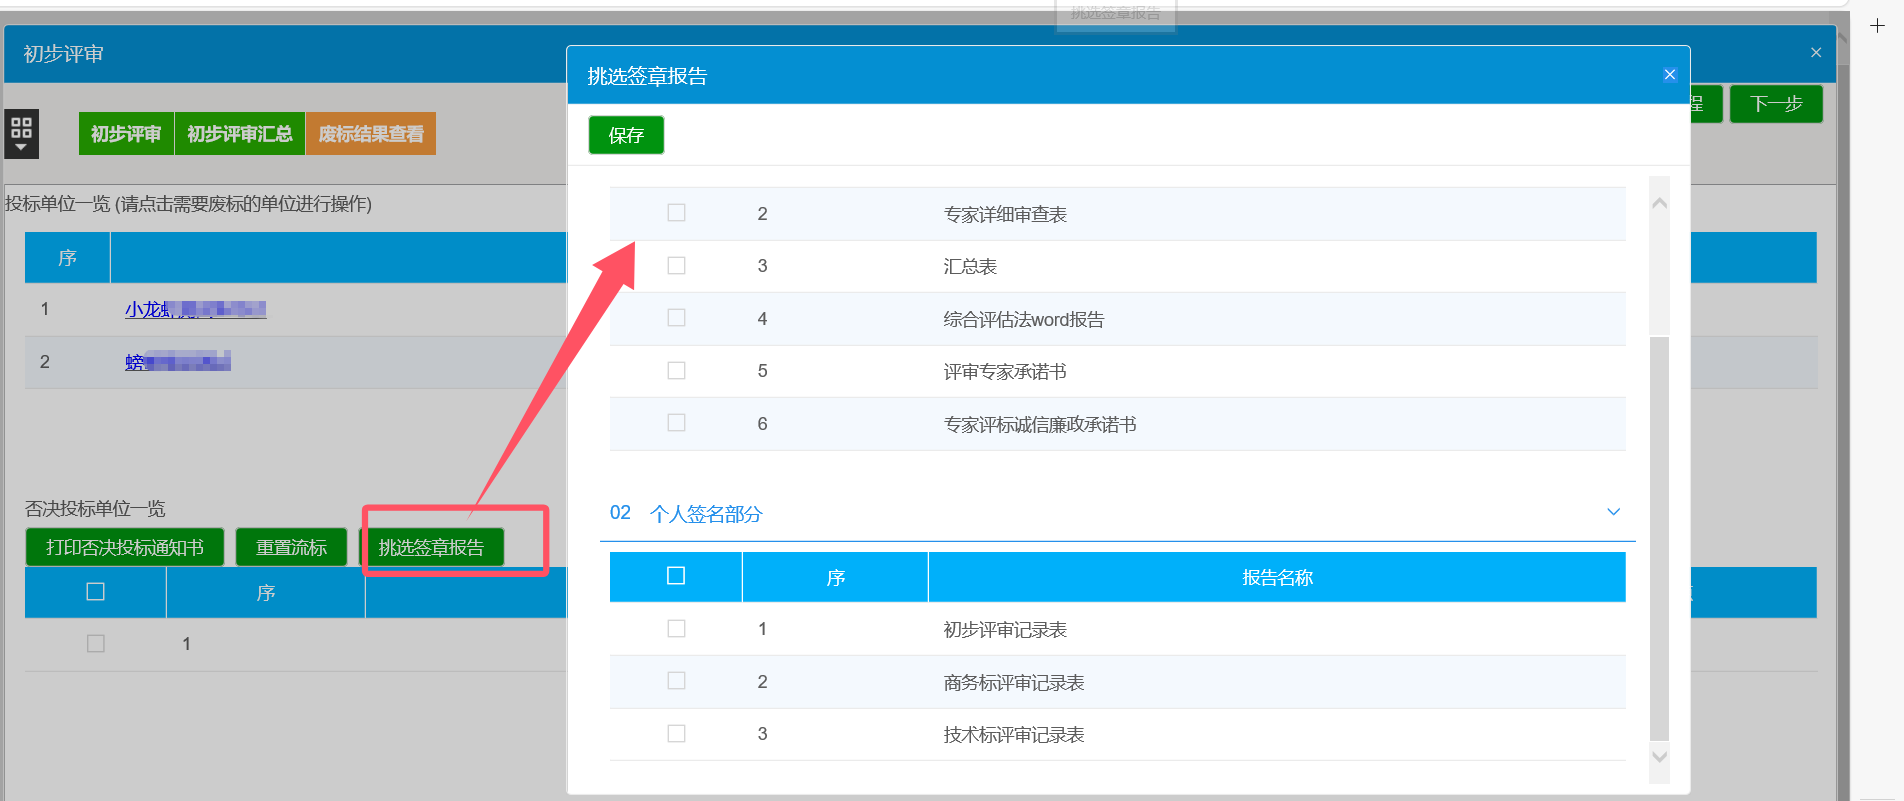 挑选签章报告
初步评审
挑选签章报告
程
下一步
初步评审
初步评审汇总
废标结果查看
保存
投标单位一览 (请点击需要废标的单位进行操作)
序
1
小龙
2
螃
2
专家详细审查表
3
汇总表
4
综合评估法word报告
5
评审专家承诺书
6
专家评标诚信廉政承诺书
否决投标单位一览
打印否决投标通知书
重置流标
挑选签章报告
序
1
02
个人签名部分
序
报告名称
1
初步评审记录表
2
商务标评审记录表
3
技术标评审记录表